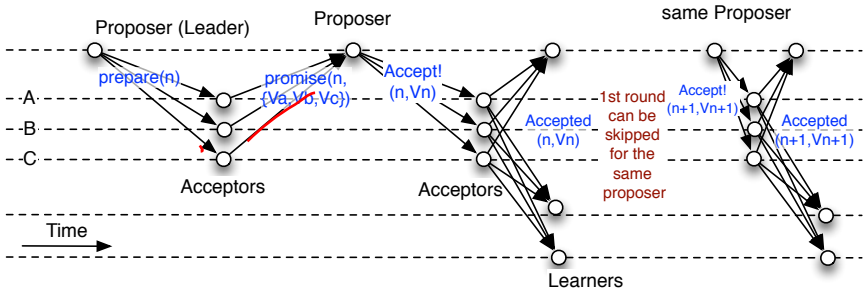 Proposer (Leader)
Proposer
same Proposer
prepare(n)
promise(n,
{Va,Vb,Vc})
Accept!
(n,Vn)
Accepted
(n,Vn)
1st round
can be
skipped
for the
same
proposer
Accept!
(n+1,Vn+1)
Accepted
(n+1,Vn+1)
A
B
C
Acceptors
Acceptors
Time
Learners